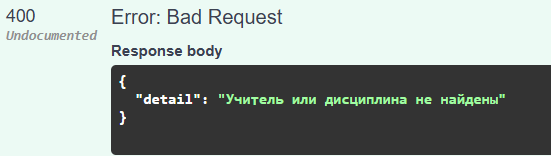 400
Undocumented
Error: Bad Request
Response body
{
"detail": "Учитель или дисциплина не найдены"
}